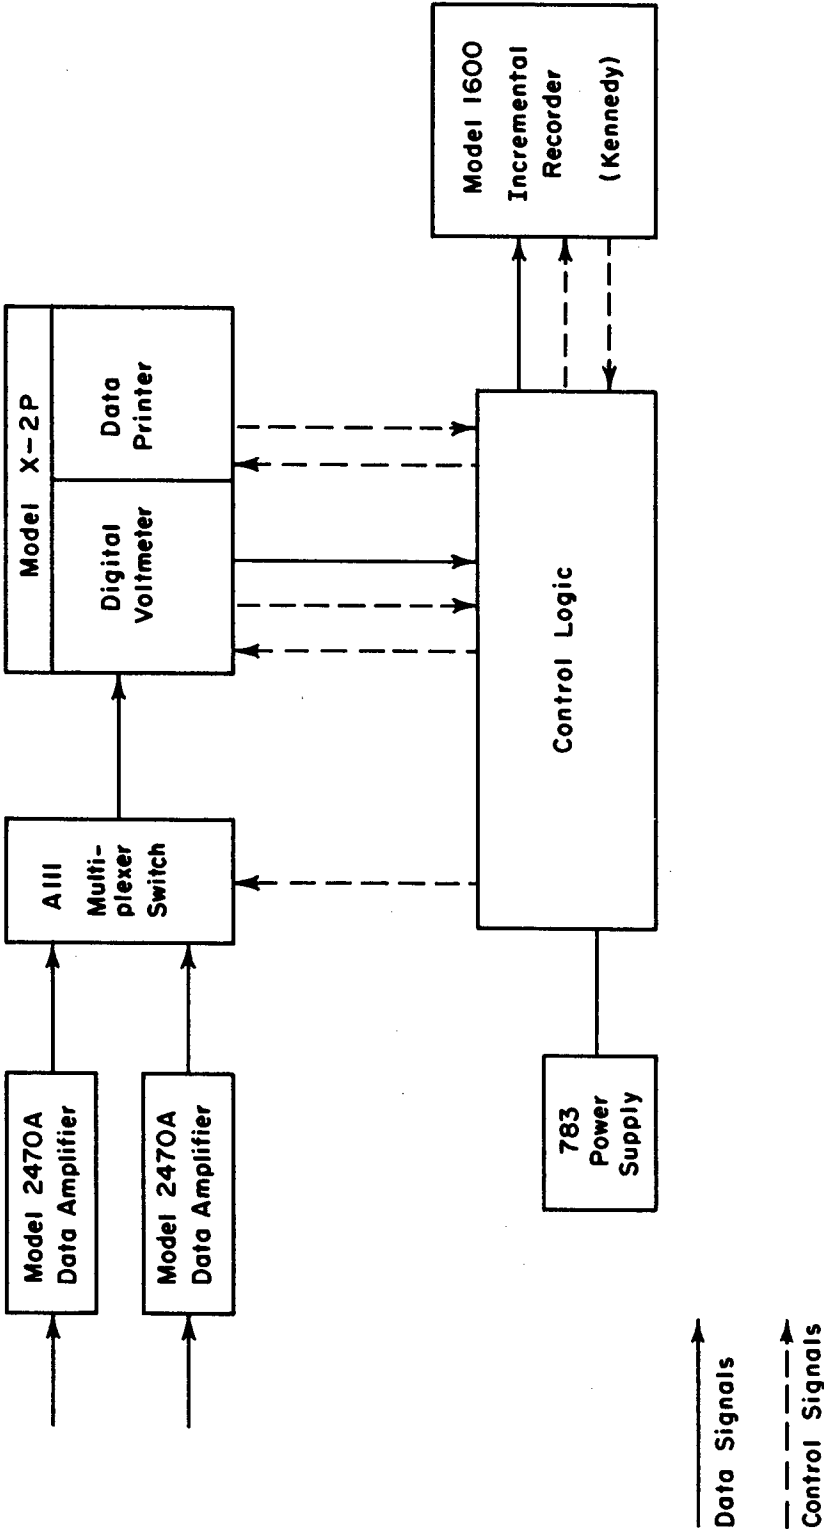 Model 2470A
Data Amplifier
Model 2470A
Data Amplifier
A111
Multi-
plexer
Switch
Model X-2P
Digital
Voltmeter
Data
Printer
783
Power
Supply
Control Logic
Model 1600
Incremental
Recorder
(Kennedy)
Data Signals
Control Signals